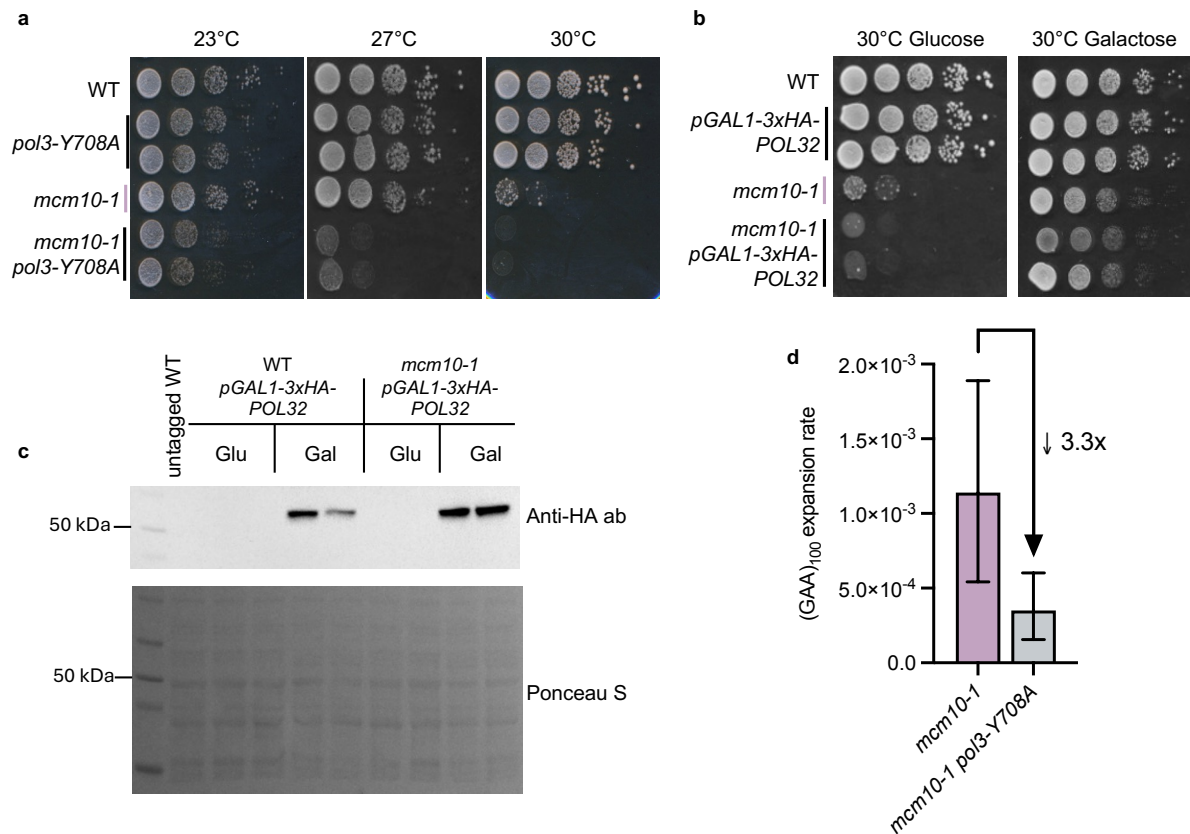 a
23°C
27°C
30°C
WT
pol3-Y708A
mcm10-1
mcm10-1
pol3-Y708A
b
30°C Glucose
30°C Galactose
WT
pGAL1-3xHA-
POL32
mcm10-1
mcm10-1
pGAL1-3xHA-
POL32
c
untagged WT
WT
pGAL1-3xHA-
POL32
mcm10-1
pGAL1-3xHA-
POL32
Glu
Gal
Glu
Gal
50 kDa
Anti-HA ab
50 kDa
Ponceau S
d
(GAA)100 expansion rate
2.0×10-3
1.5×10-3
1.0×10-3
5.0×10-4
0.0
↓ 3.3x
mcm10-1
mcm10-1 pol3-Y708A